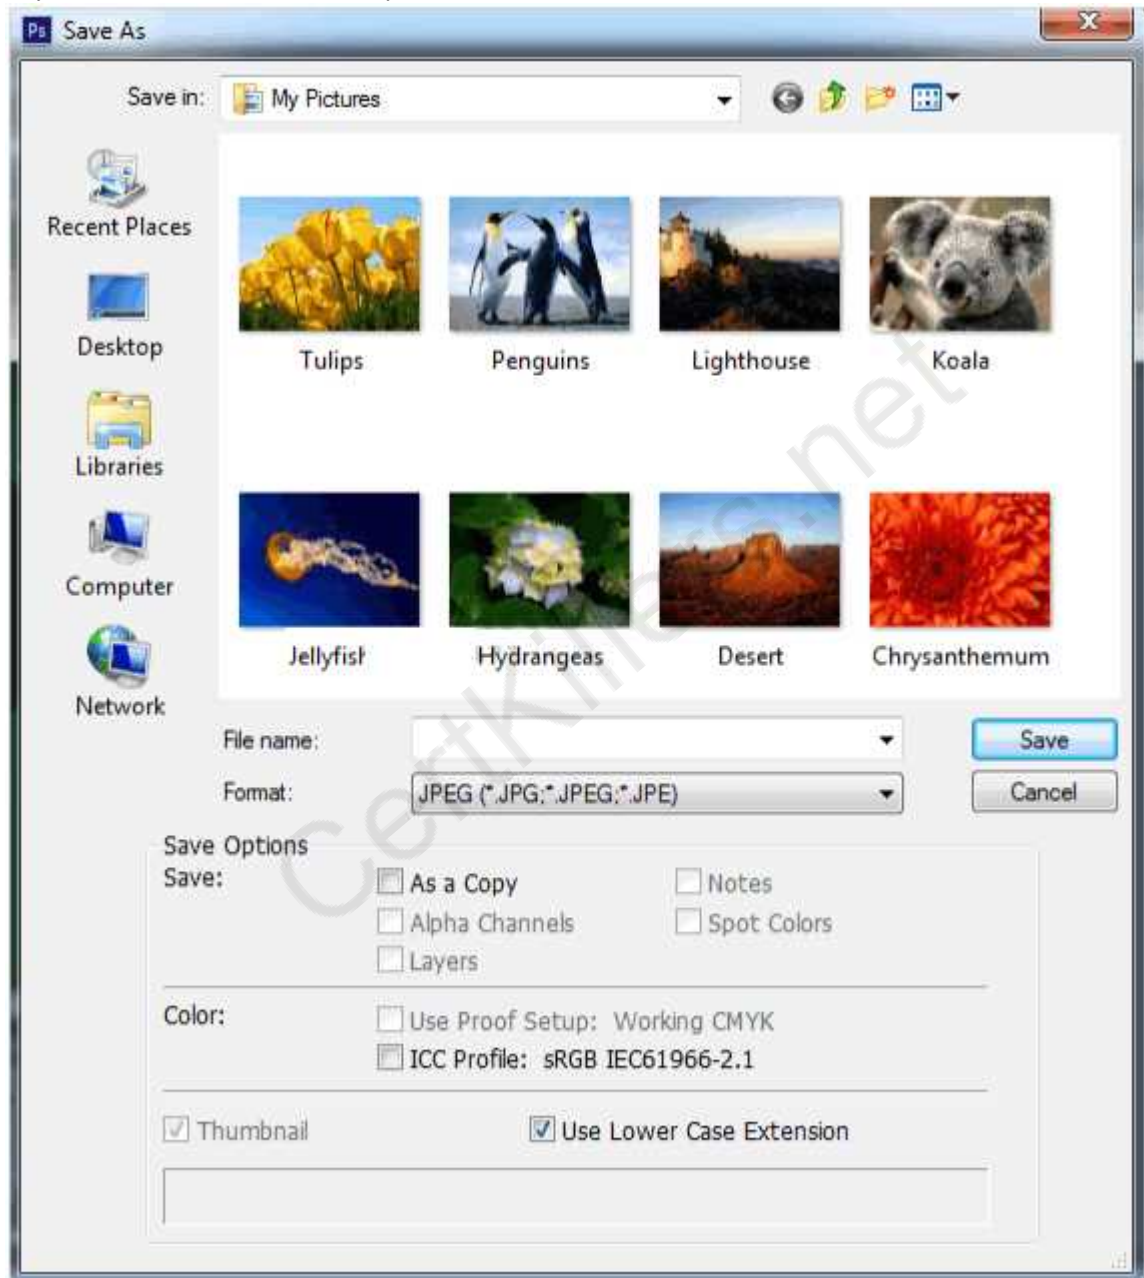 Ps Save As
Save in: My Pictures
Recent Places
Desktop
Libraries
Computer
Network
Tulips Penguins Lighthouse Koala
Jellyfish Hydrangeas Desert Chrysanthemum
File name: Save
Format: JPEG (*.JPG;*.JPEG;*.JPE) Cancel
Save Options
Save: As a Copy Notes
Alpha Channels Spot Colors
Layers
Color: Use Proof Setup: Working CMYK
ICC Profile: sRGB IEC61966-2.1
Thumbnail Use Lower Case Extension
CertKillers.net